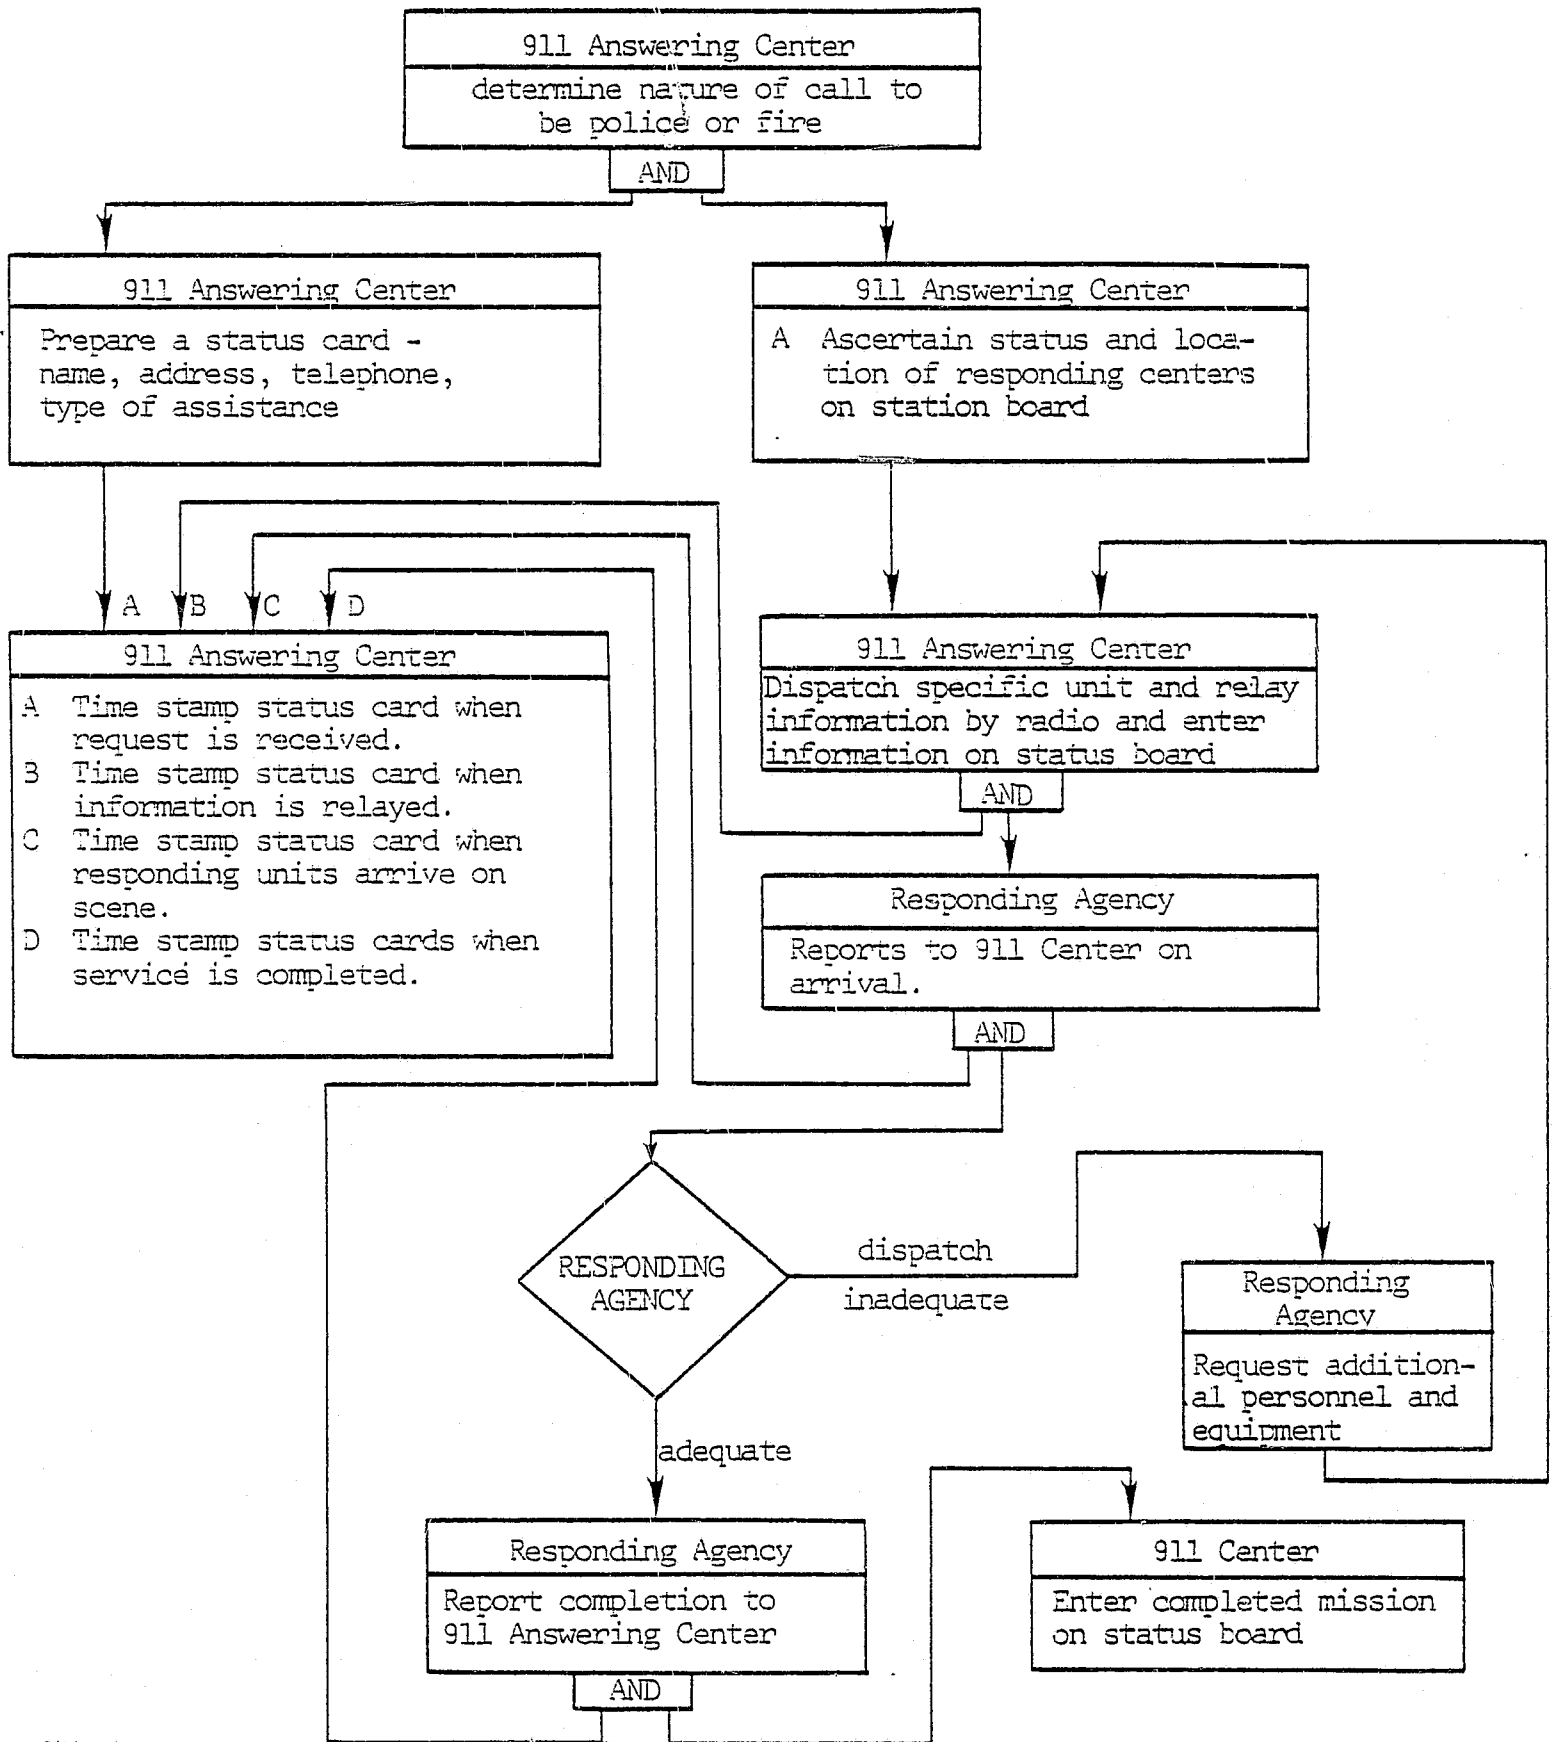 911 Answering Center
determine nature of call to
be police or fire
AND
911 Answering Center
Prepare a status card -
name, address, telephone,
type of assistance
911 Answering Center
A Ascertain status and loca-
tion of responding centers
on station board
A B C D
911 Answering Center
A Time stamp status card when
request is received.
B Time stamp status card when
information is relayed.
C Time stamp status card when
responding units arrive on
scene.
D Time stamp status cards when
service is completed.
911 Answering Center
Dispatch specific unit and relay
information by radio and enter
information on status board
AND
Responding Agency
Reports to 911 Center on
arrival.
AND
RESPONDING
AGENCY
dispatch
inadequate
Responding
Agency
Request addition-
al personnel and
equipment
adequate
Responding Agency
Report completion to
911 Answering Center
AND
911 Center
Enter completed mission
on status board